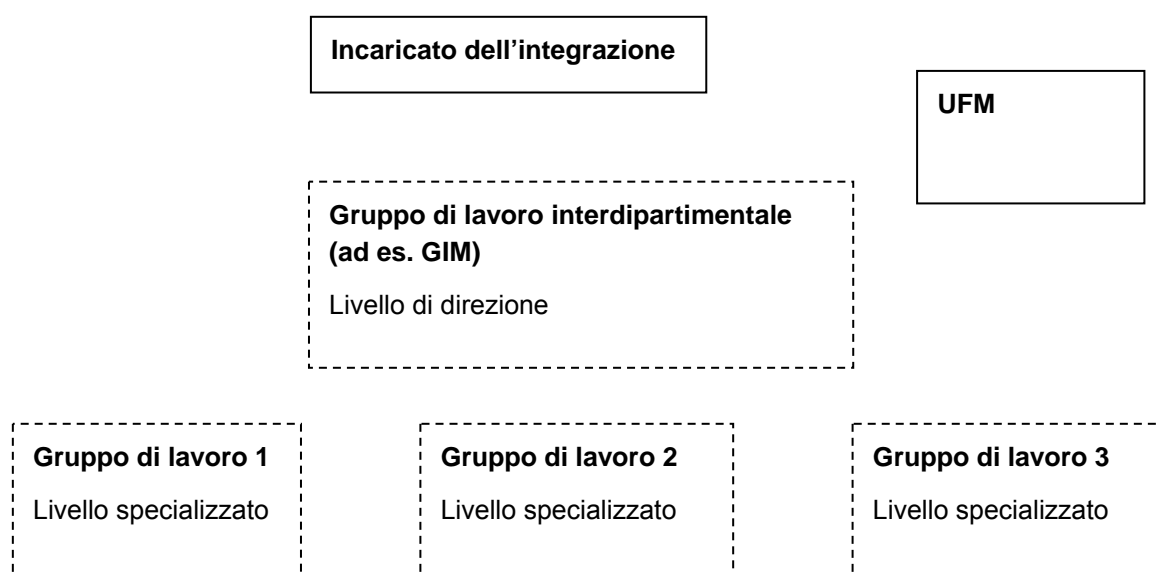 Incaricato dell’integrazione
UFM
Gruppo di lavoro interdipartimentale
(ad es. GIM)
Livello di direzione
Gruppo di lavoro 1
Livello specializzato
Gruppo di lavoro 2
Livello specializzato
Gruppo di lavoro 3
Livello specializzato